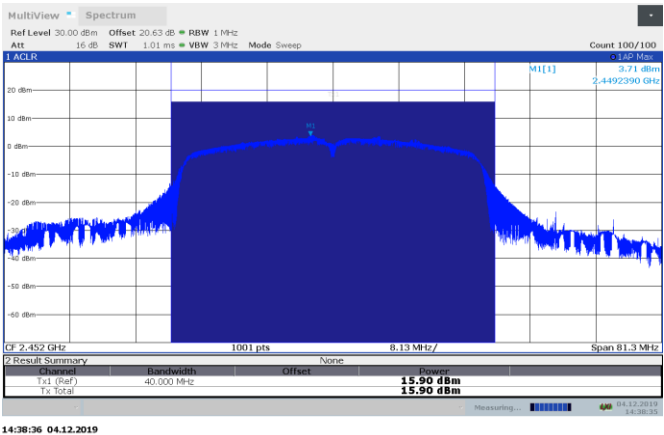 MultiView Spectrum
Ref Level 30.00 dBm Offset 20.63 dB RBW 1 MHz
Att 16 dB SWT 1.01 ms VBW 3 MHz Mode Sweep Count 100/100
1 ACLR 1AP Max
M1[1] 3.71 dBm
2.4492390 GHz
20 dBm
10 dBm
M1
0 dBm
-10 dBm
-20 dBm
-30 dBm
-40 dBm
-50 dBm
-60 dBm
CF 2.452 GHz 1001 pts 8.13 MHz/ Span 81.3 MHz
2 Result Summary None
Channel Bandwidth Offset Power
Tx1 (Ref) 40.000 MHz 15.90 dBm
Tx Total 15.90 dBm
Measuring... 04.12.2019
14:38:35
14:38:36 04.12.2019